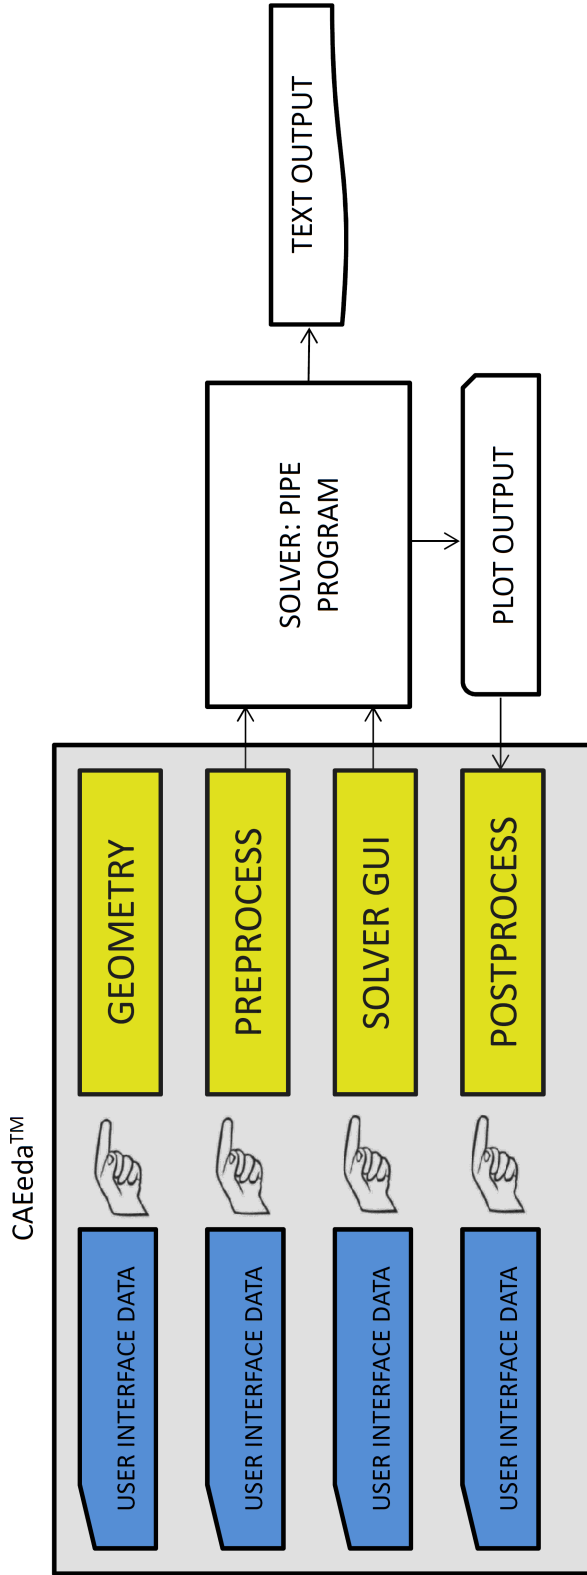 CAEeda™
USER INTERFACE DATA
GEOMETRY
USER INTERFACE DATA
PREPROCESS
USER INTERFACE DATA
SOLVER GUI
USER INTERFACE DATA
POSTPROCESS
SOLVER: PIPE
PROGRAM
TEXT OUTPUT
PLOT OUTPUT